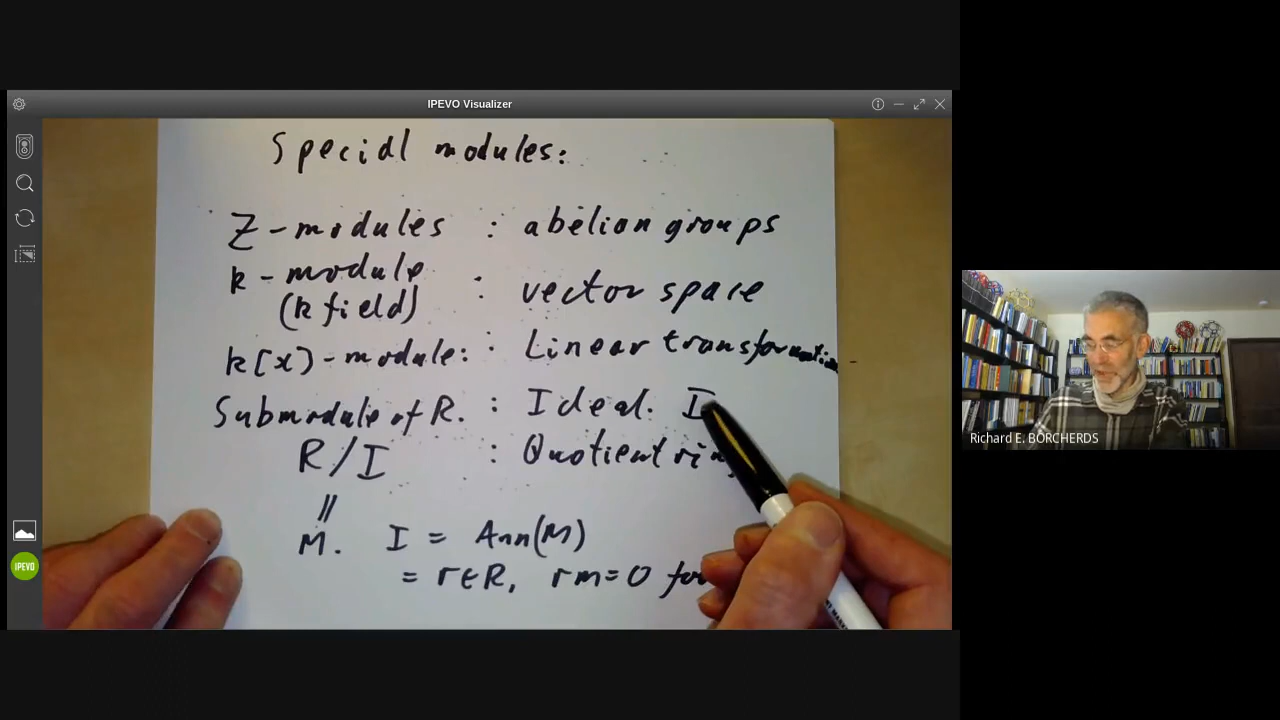 IPEVO Visualizer
Special modules:
Z-modules : abelian groups
k-module : vector space
(k field)
k[x]-module: : Linear transformation
Submodule of R. : Ideal. I
R/I : Quotient ring
||
M. I = Ann(M)
= r∈R, rm=0 for
Richard E. BORCHERDS
IPEVO